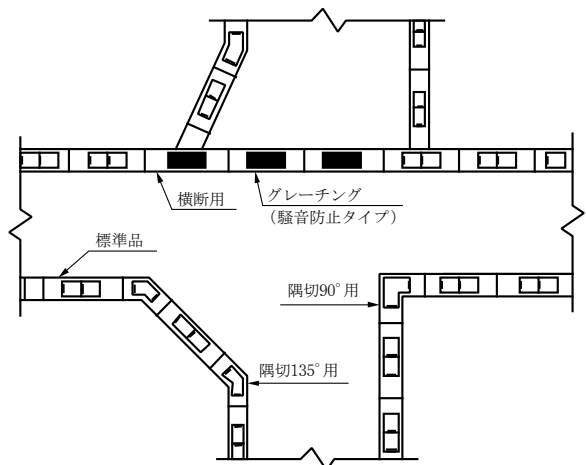 横断用
グレーチング
（騒音防止タイプ）
標準品
隅切90°用
隅切135°用